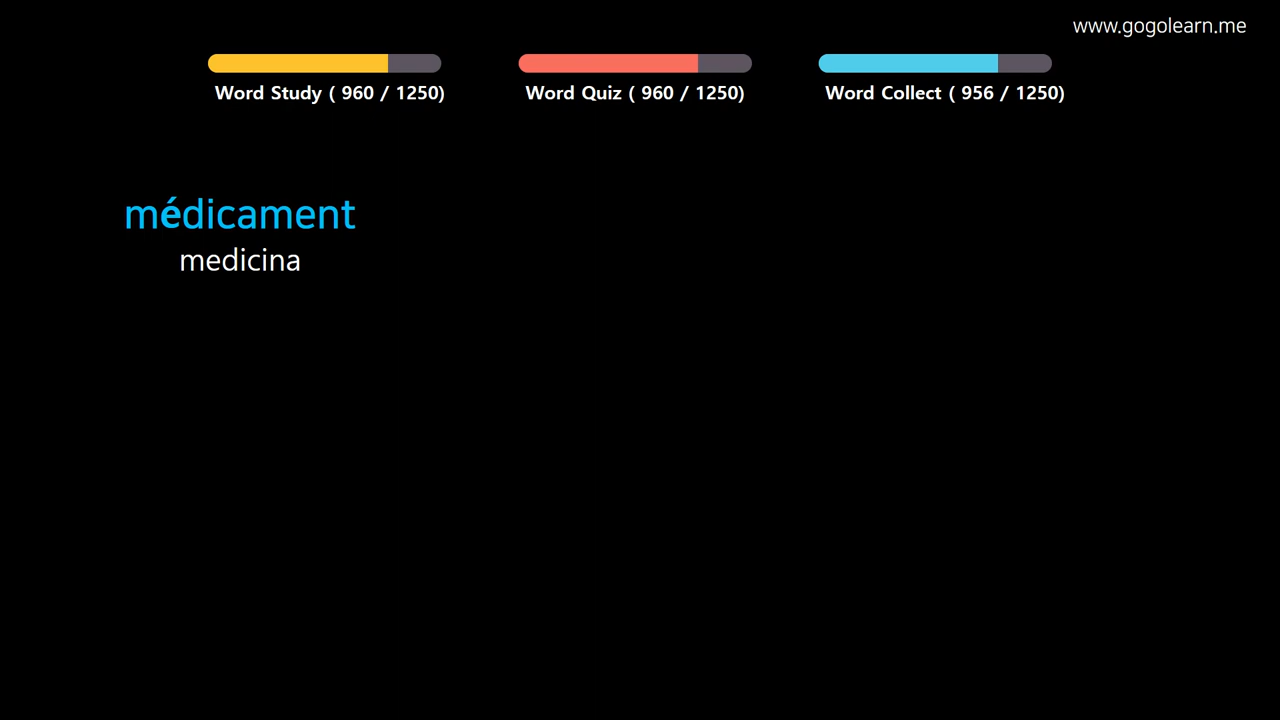 www.gogolearn.me
Word Study ( 960 / 1250)
Word Quiz ( 960 / 1250)
Word Collect ( 956 / 1250)
médicament
medicina